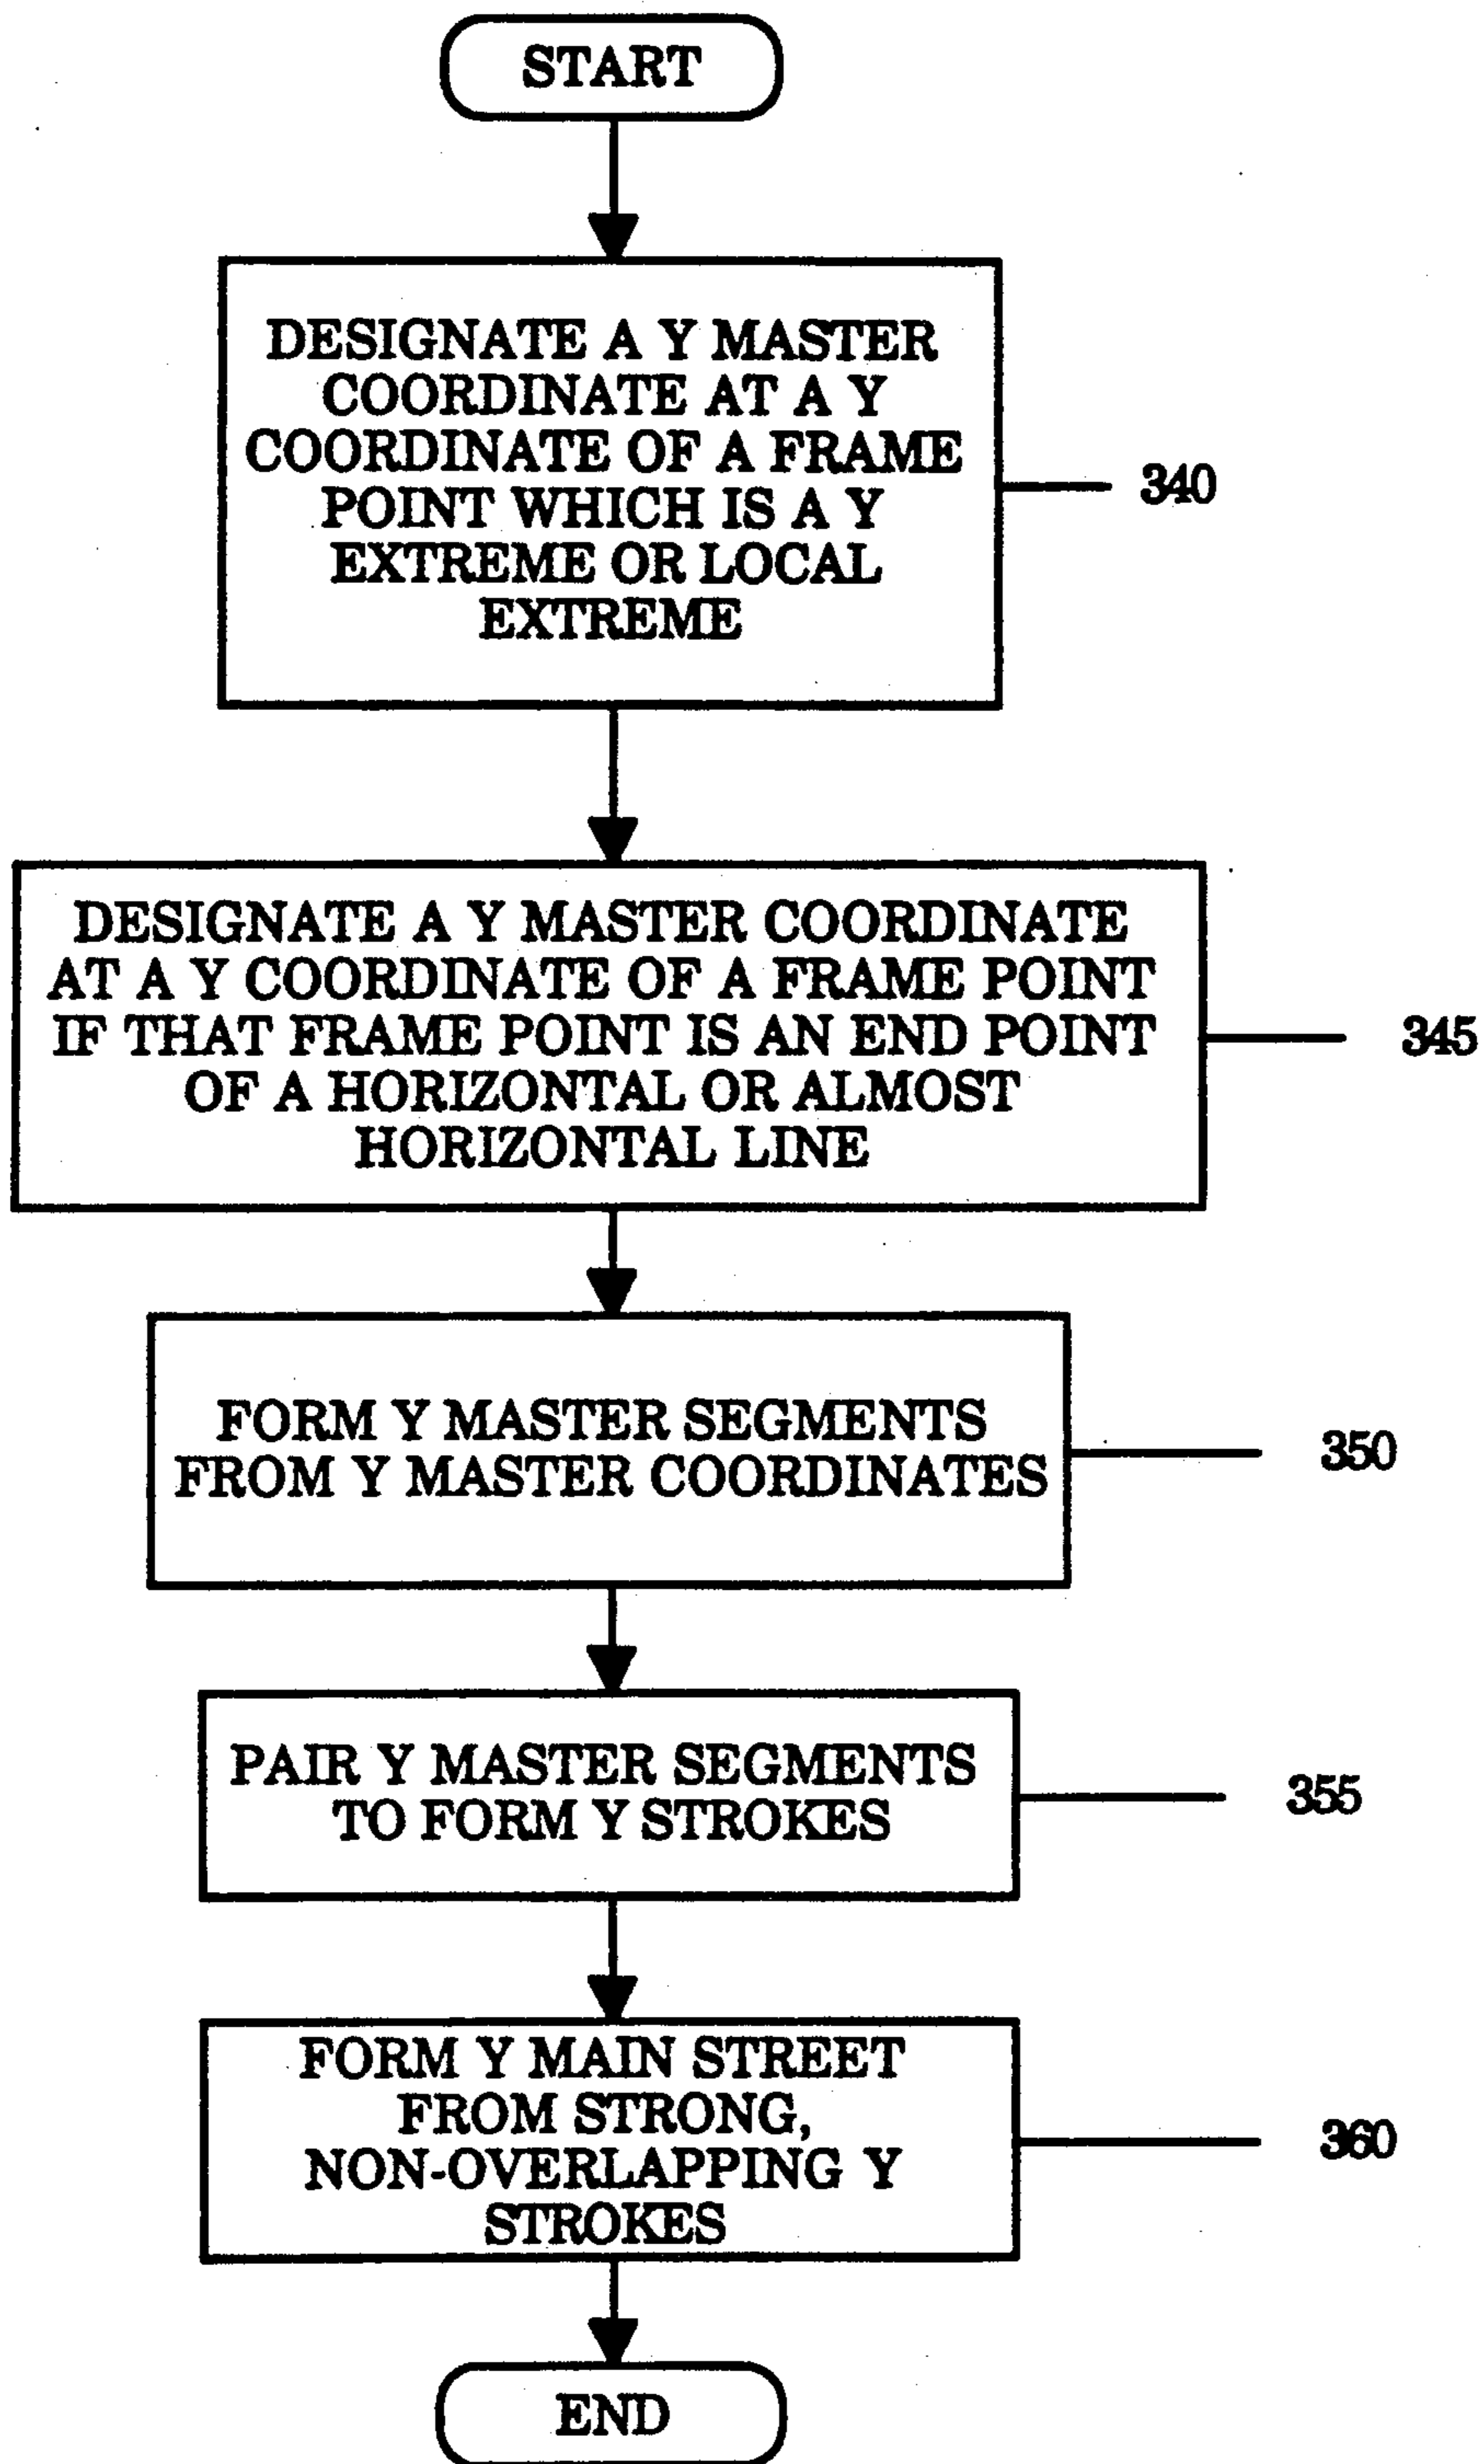 START
DESIGNATE A Y MASTER
COORDINATE AT A Y
COORDINATE OF A FRAME
POINT WHICH IS A Y
EXTREME OR LOCAL
EXTREME
340
DESIGNATE A Y MASTER COORDINATE
AT A Y COORDINATE OF A FRAME POINT
IF THAT FRAME POINT IS AN END POINT
OF A HORIZONTAL OR ALMOST
HORIZONTAL LINE
345
FORM Y MASTER SEGMENTS
FROM Y MASTER COORDINATES
350
PAIR Y MASTER SEGMENTS
TO FORM Y STROKES
355
FORM Y MAIN STREET
FROM STRONG,
NON-OVERLAPPING Y
STROKES
360
END